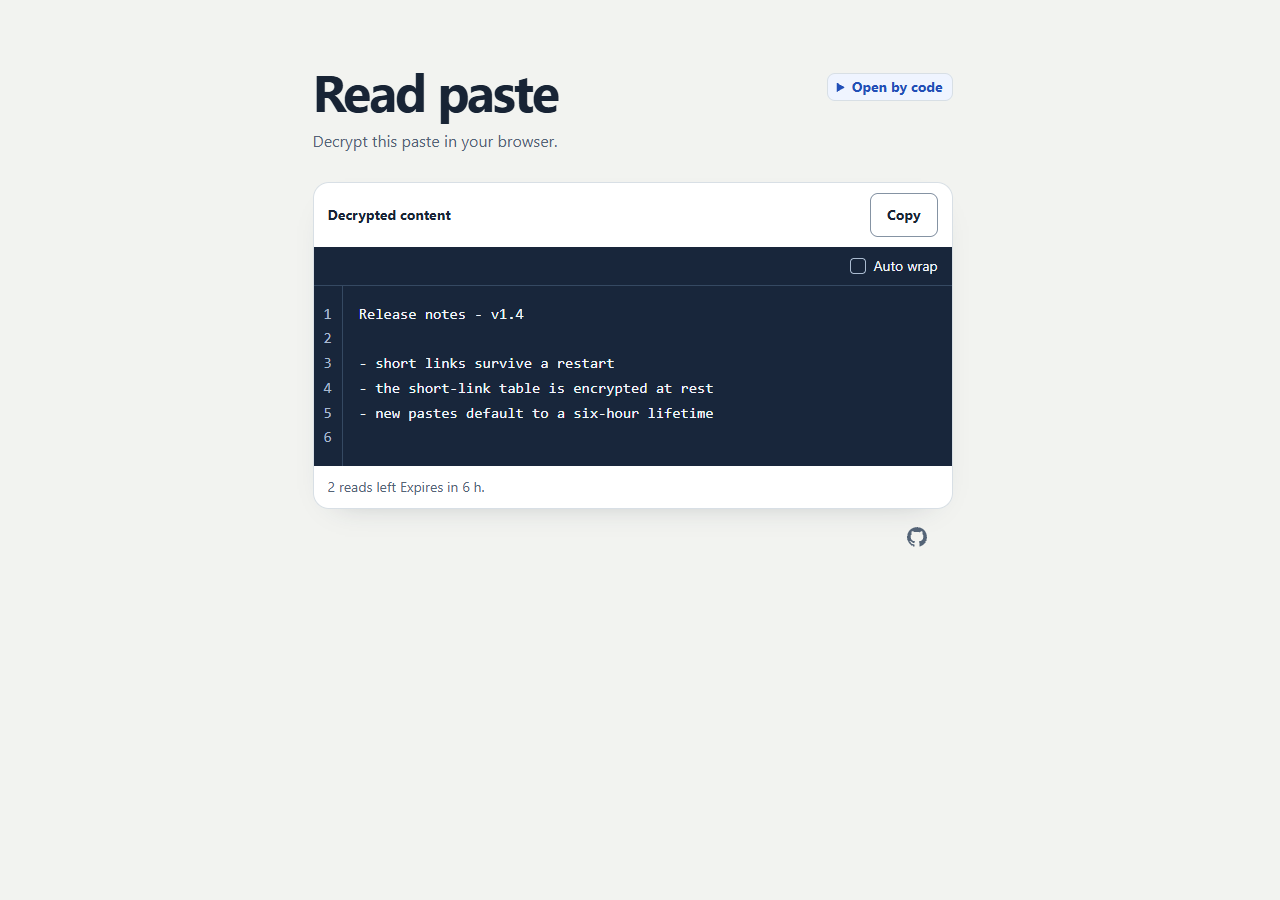 Read paste
Open by code
Decrypt this paste in your browser.
Decrypted content
Copy
Auto wrap
1 Release notes - v1.4
2
3 - short links survive a restart
4 - the short-link table is encrypted at rest
5 - new pastes default to a six-hour lifetime
6
2 reads left Expires in 6 h.